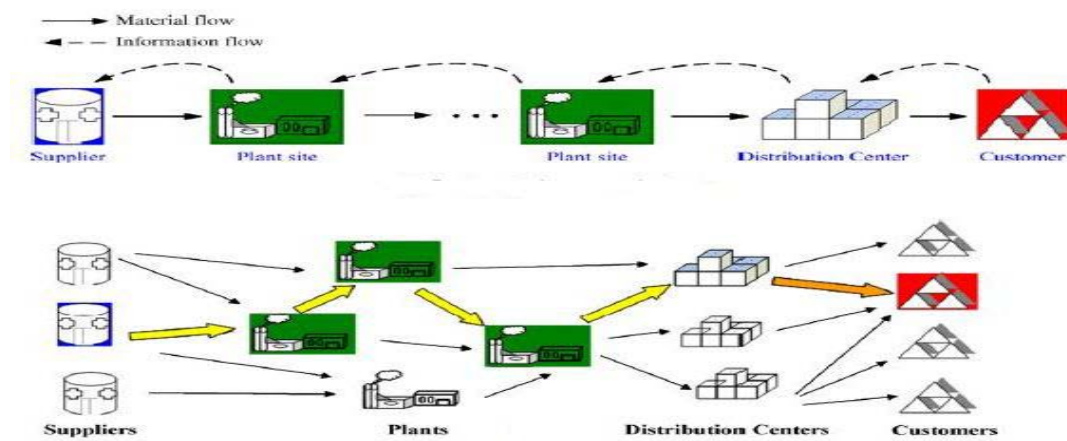 Material flow
Information flow
Supplier
Plant site
Plant site
Distribution Center
Customer
Suppliers
Plants
Distribution Centers
Customers